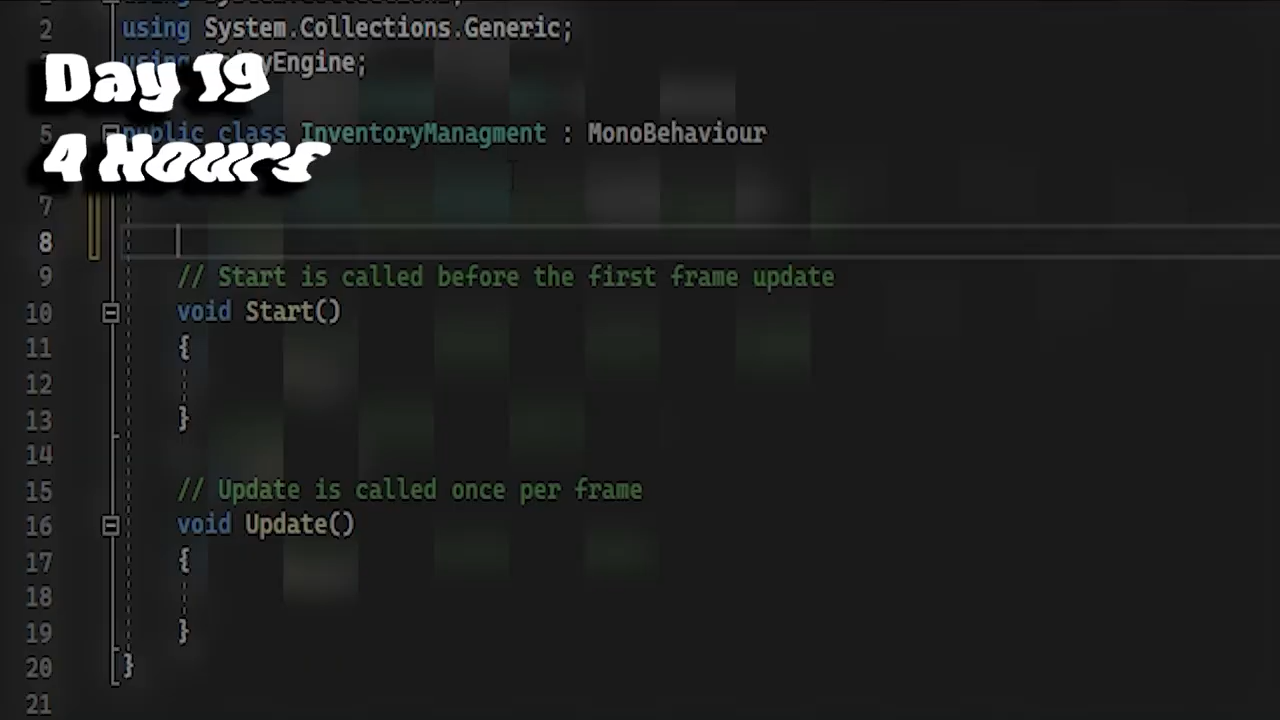 2 using System.Collections.Generic;
Day 19
5 public class InventoryManagment : MonoBehaviour
4 Hours
7
8
9 // Start is called before the first frame update
10 void Start()
11 {
12
13 }
14
15 // Update is called once per frame
16 void Update()
17 {
18
19 }
20 }
21